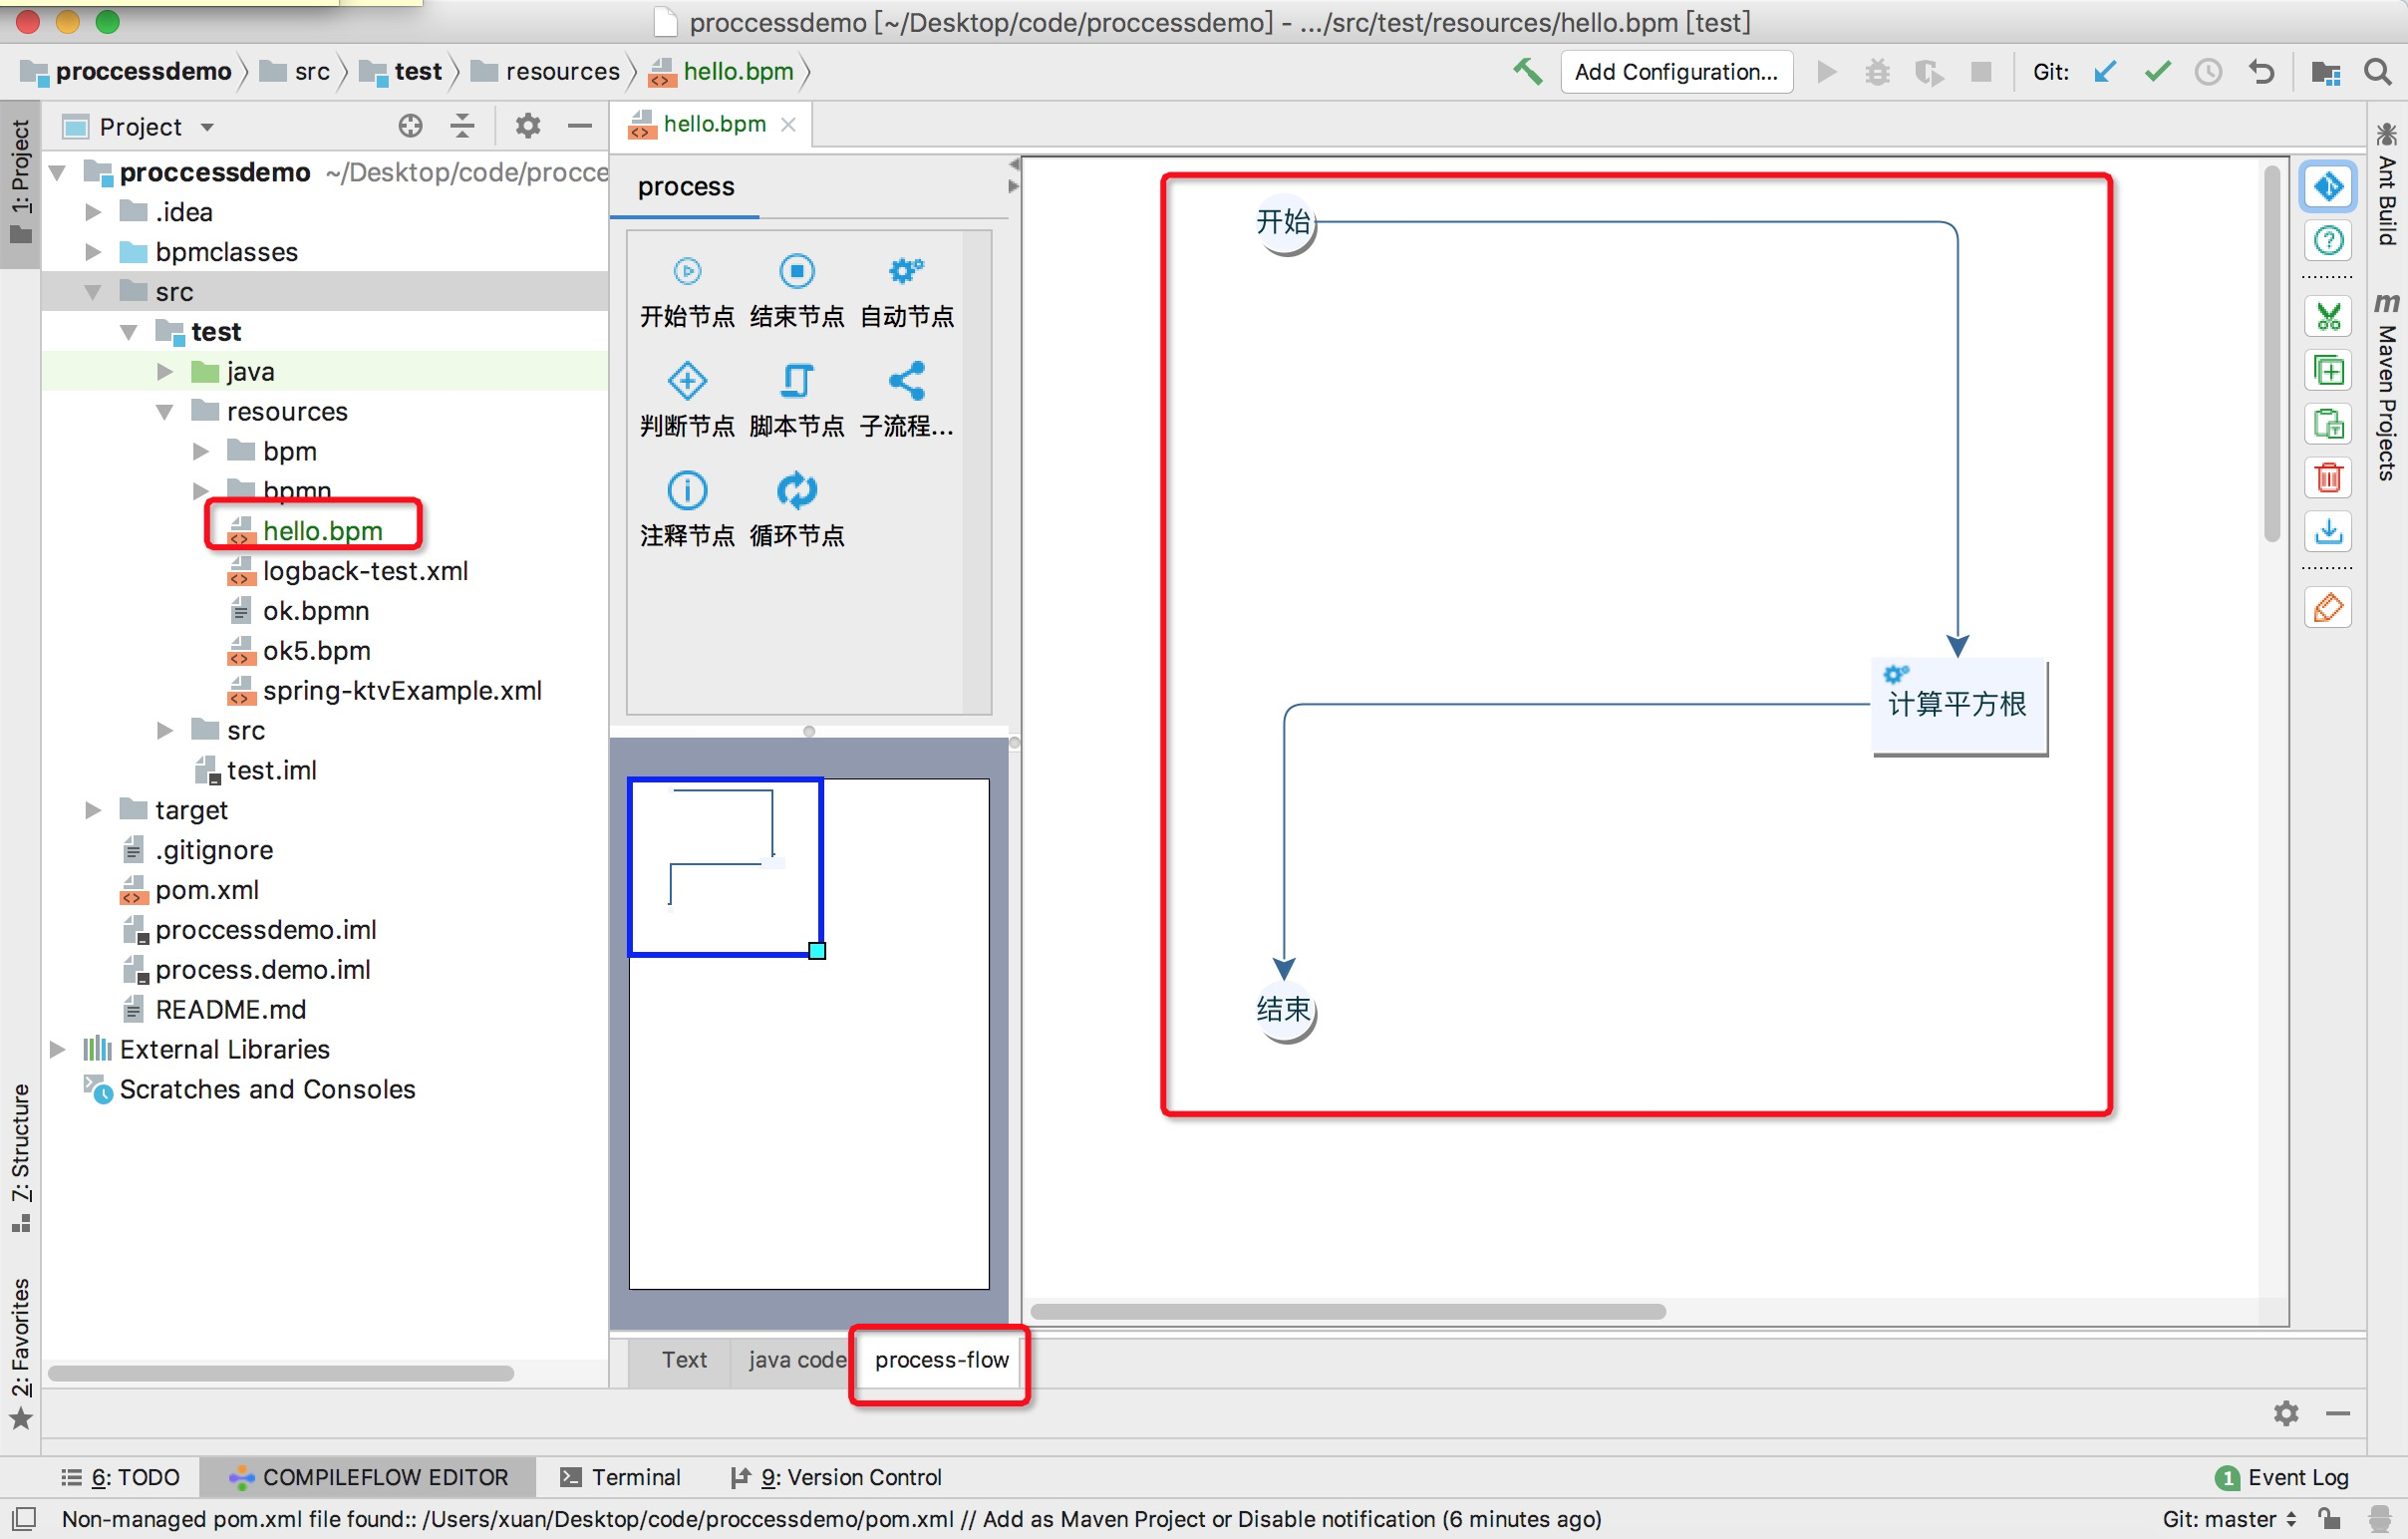 proccessdemo [~/Desktop/code/proccessdemo] - .../src/test/resources/hello.bpm [test]
proccessdemo src test resources hello.bpm
Add Configuration... Git:
1: Project
Project
hello.bpm
proccessdemo ~/Desktop/code/procce
.idea
bpmclasses
src
test
java
resources
bpm
bpmn
hello.bpm
logback-test.xml
ok.bpmn
ok5.bpm
spring-ktvExample.xml
src
test.iml
target
.gitignore
pom.xml
proccessdemo.iml
process.demo.iml
README.md
External Libraries
Scratches and Consoles
7: Structure
2: Favorites
process
开始节点 结束节点 自动节点
判断节点 脚本节点 子流程...
注释节点 循环节点
开始
计算平方根
结束
Ant Build
m Maven Projects
Text java code process-flow
6: TODO COMPILEFLOW EDITOR Terminal 9: Version Control 1 Event Log
Non-managed pom.xml file found:: /Users/xuan/Desktop/code/proccessdemo/pom.xml // Add as Maven Project or Disable notification (6 minutes ago) Git: master